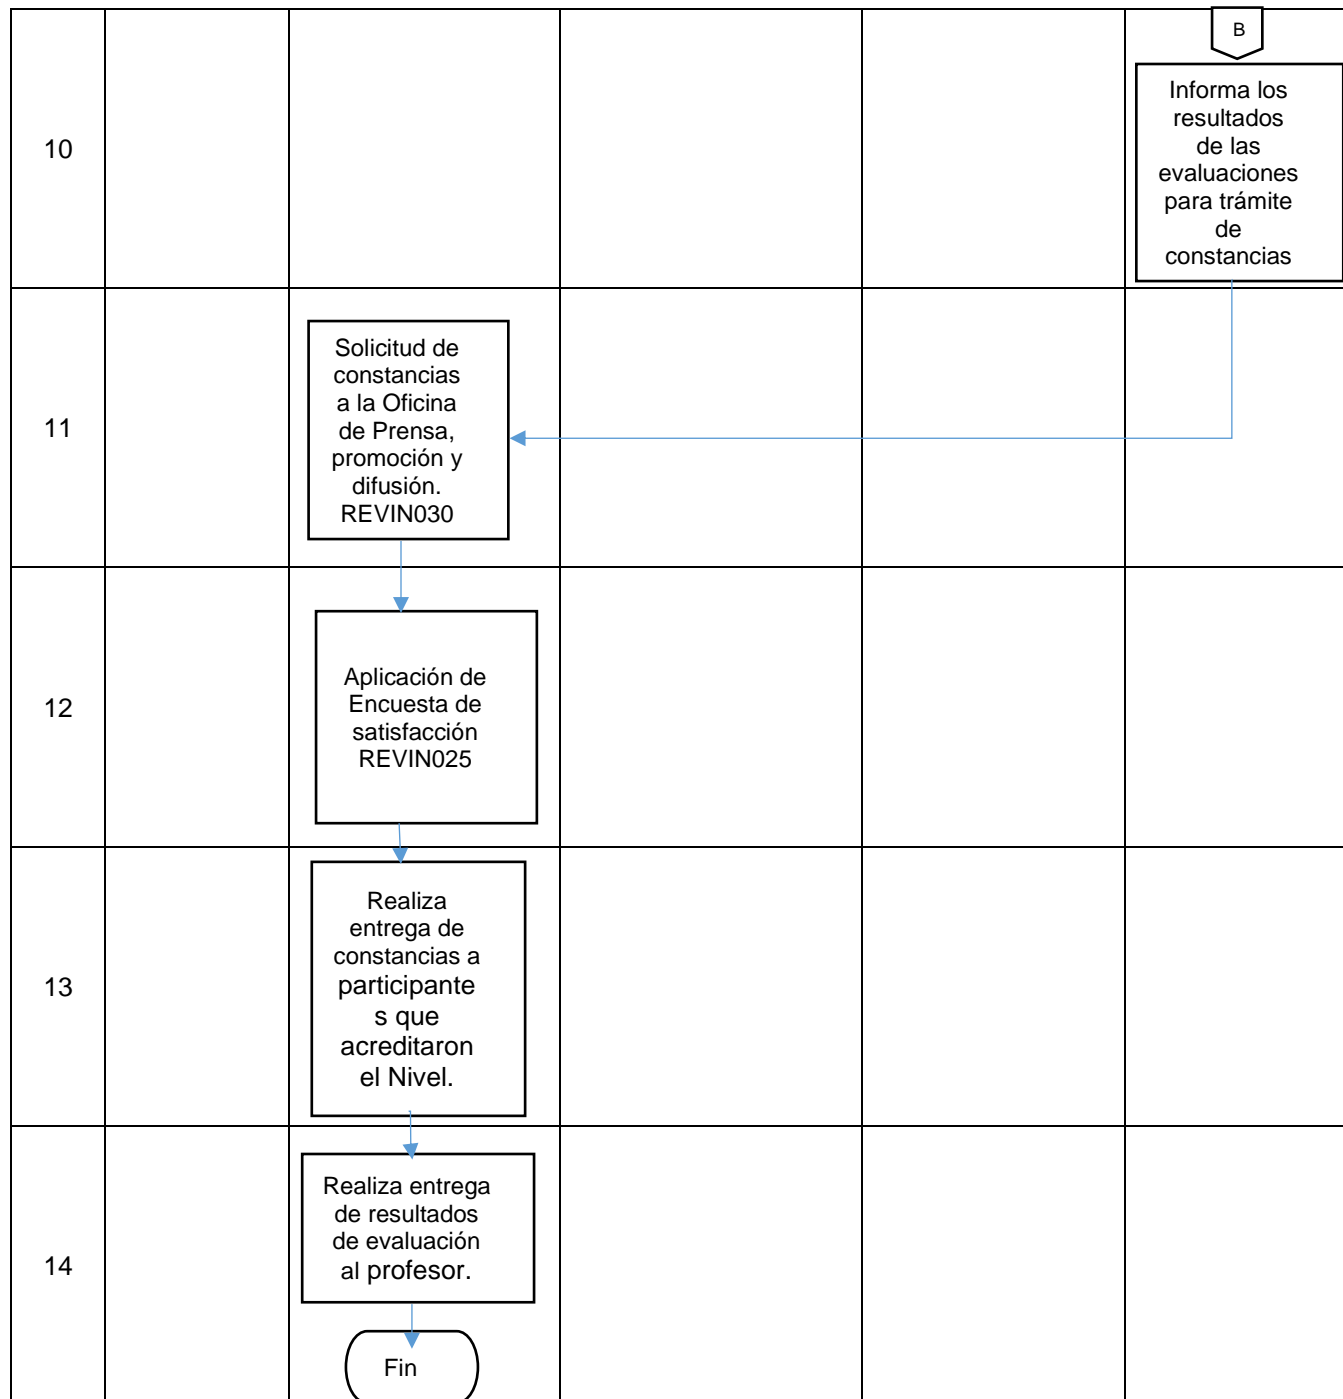 B
10
Informa los
resultados
de las
evaluaciones
para trámite
de
constancias
11
Solicitud de
constancias
a la Oficina
de Prensa,
promoción y
difusión.
REVIN030
12
Aplicación de
Encuesta de
satisfacción
REVIN025
13
Realiza
entrega de
constancias a
participante
s que
acreditaron
el Nivel.
14
Realiza entrega
de resultados
de evaluación
al profesor.
Fin